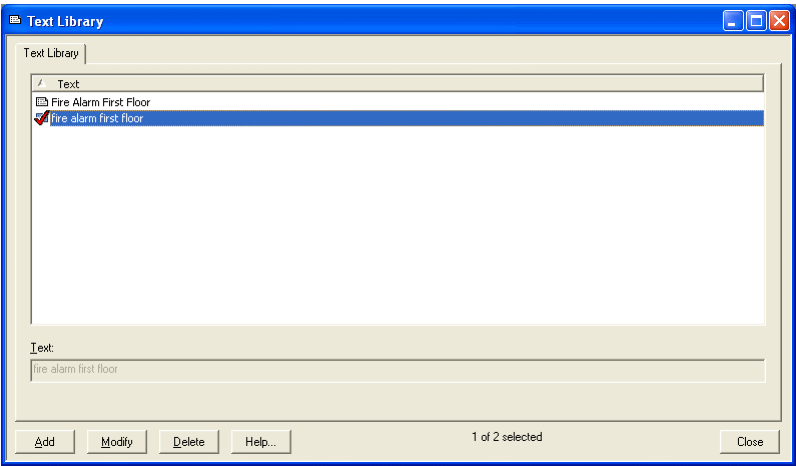 Text Library
Text Library
Text
Fire Alarm First Floor
fire alarm first floor
Text:
fire alarm first floor
Add Modify Delete Help... 1 of 2 selected Close